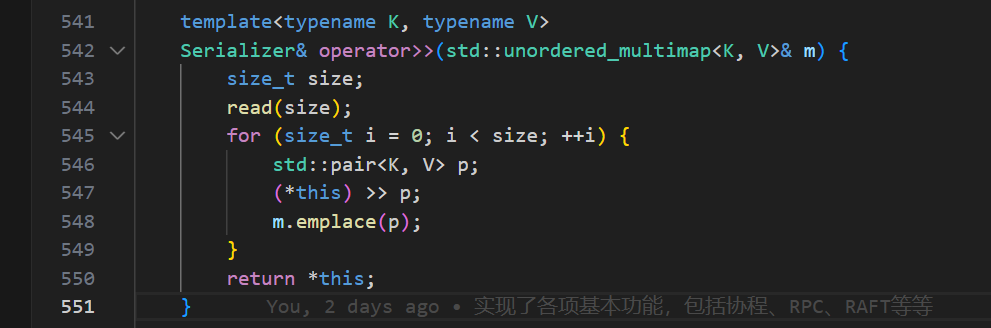 541 template<typename K, typename V>
542 Serializer& operator>>(std::unordered_multimap<K, V>& m) {
543     size_t size;
544     read(size);
545     for (size_t i = 0; i < size; ++i) {
546         std::pair<K, V> p;
547         (*this) >> p;
548         m.emplace(p);
549     }
550     return *this;
551 } You, 2 days ago • 实现了各项基本功能，包括协程、RPC、RAFT等等